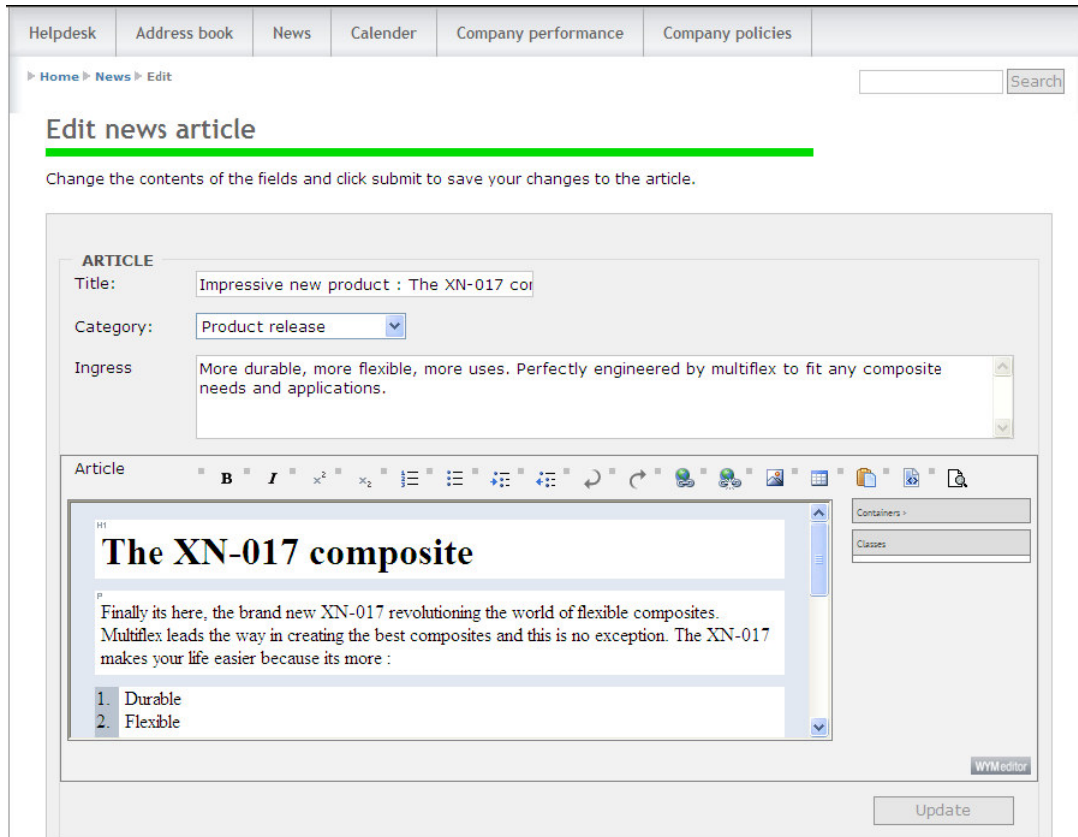 Helpdesk Address book News Calender Company performance Company policies
Home News Edit
Search
Edit news article
Change the contents of the fields and click submit to save your changes to the article.
ARTICLE
Title: Impressive new product : The XN-017 con
Category: Product release
Ingress More durable, more flexible, more uses. Perfectly engineered by multiflex to fit any composite
needs and applications.
Article B I x² x₂
Containers >
H1
The XN-017 composite
Classes
P
Finally its here, the brand new XN-017 revolutioning the world of flexible composites.
Multiflex leads the way in creating the best composites and this is no exception. The XN-017
makes your life easier because its more :
1. Durable
2. Flexible
WYMeditor
Update